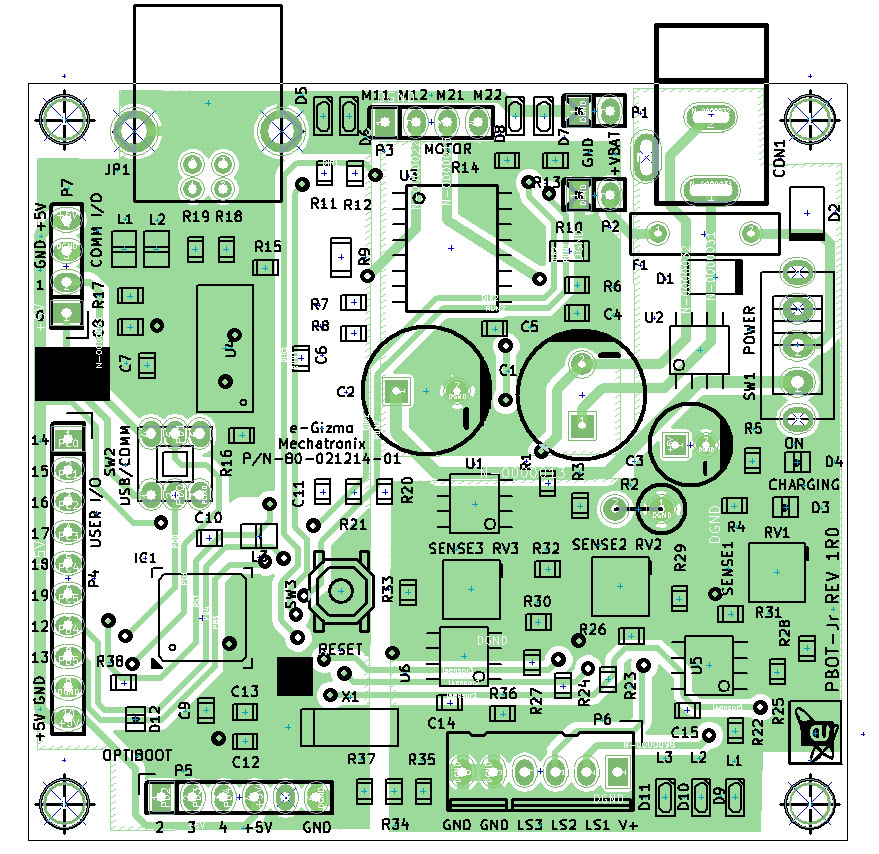 M11 M12 M21 M22
D5
D6
D8
D7
P1
GND
+VBAT
CON1
JP1
P3
MOTOR
R14
R13
P2
D2
P7
GND +5V
COMM I/O
L1 L2
R19 R18
R11 R12
R15
R9
R10
F1
D1
R17
R7
R6
R8
C5
C4
U2
POWER
SW1
U4
C7
C6
C2
C1
e-Gizmo
Mechatronix
P/N-80-021214-01
14
15
16
17
18
19
12
13
GND
+5V
USER I/O
P4
SW2
USB/COMM
R16
C11
R20
R21
U1
R1
R3
C3
R5
ON
D4
CHARGING
D3
R2
R4
C10
IC1
L3
SW3
RESET
R33
SENSE3 RV3
R32
SENSE2 RV2
R29
SENSE1
RV1
R30
R31
R26
R28
U6
U5
PBOT-Jr REV 1R0
DGND
R38
D12
C9
C13
C12
X1
R36
C14
R27
R24
R23
R22
R25
C15
P6
OPTIBOOT
P5
R37
R35
R34
L3 L2 L1
D11
D10
D9
2 3 4 +5V GND
GND GND LS3 LS2 LS1 V+